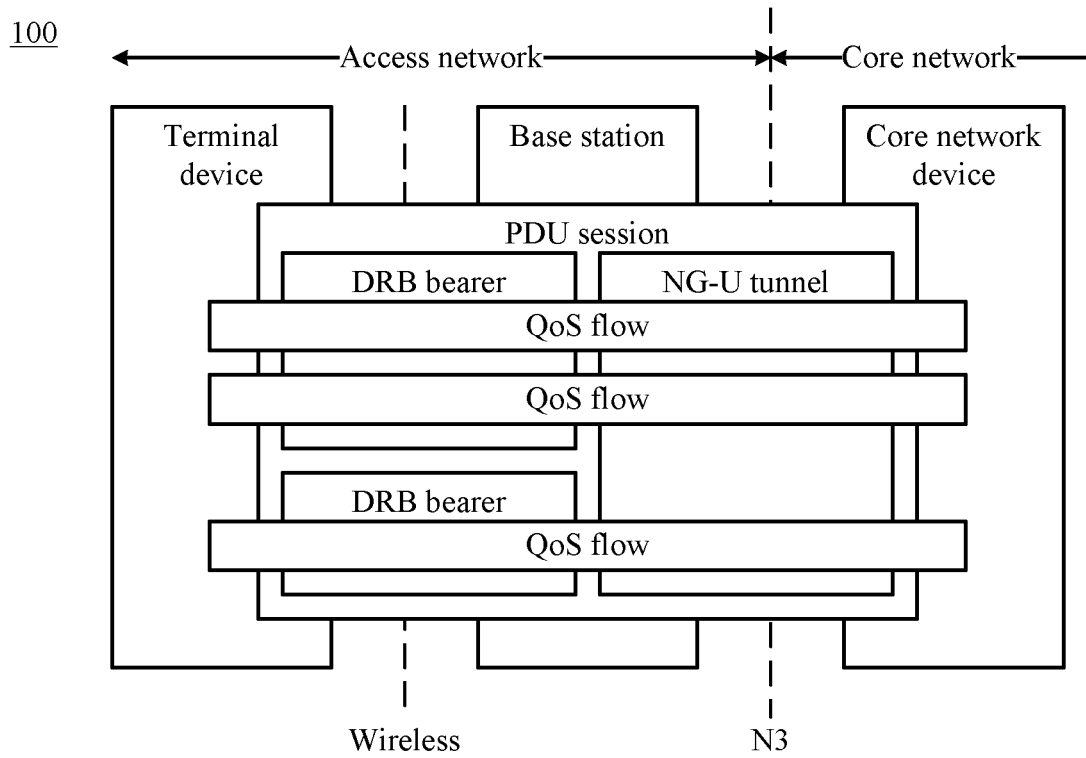 100
Access network
Core network
Terminal
device
Base station
Core network
device
PDU session
DRB bearer
NG-U tunnel
QoS flow
QoS flow
DRB bearer
QoS flow
Wireless
N3